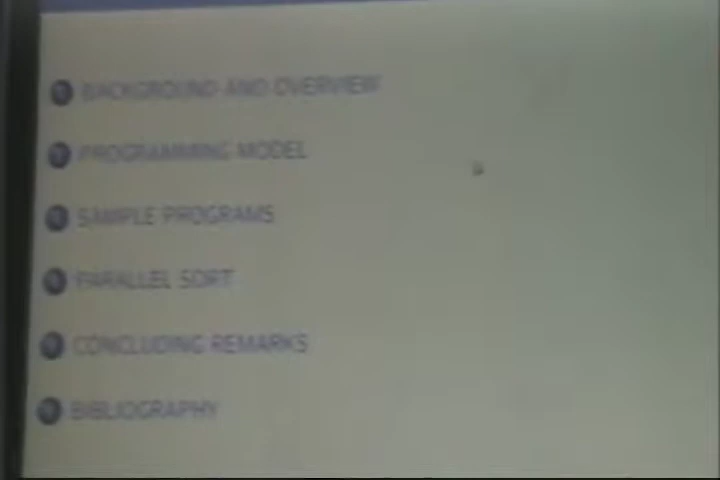 BACKGROUND AND OVERVIEW
PROGRAMMING MODEL
SAMPLE PROGRAMS
PARALLEL SORT
CONCLUDING REMARKS
BIBLIOGRAPHY